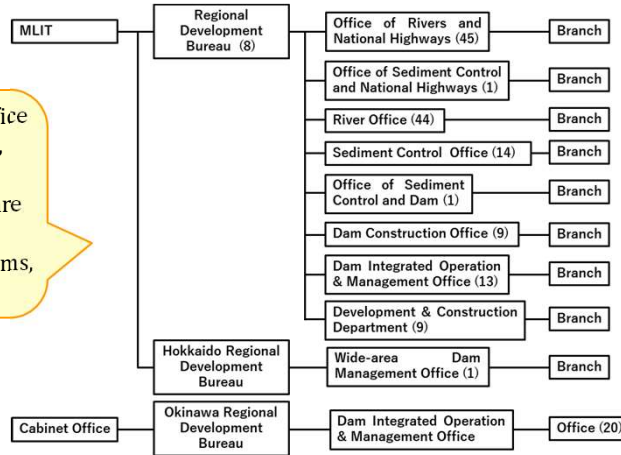 MLIT
Regional
Development
Bureau (8)
Office of Rivers and
National Highways (45)
Branch
Office of Sediment Control
and National Highways (1)
Branch
River Office (44)
Branch
Sediment Control Office (14)
Branch
Office of Sediment
Control and Dam (1)
Branch
Dam Construction Office (9)
Branch
Dam Integrated Operation
& Management Office (13)
Branch
Development & Construction
Department (9)
Branch
Hokkaido Regional
Development
Bureau
Wide-area Dam
Management Office (1)
Branch
Cabinet Office
Okinawa Regional
Development
Bureau
Dam Integrated Operation
& Management Office
Office (20)